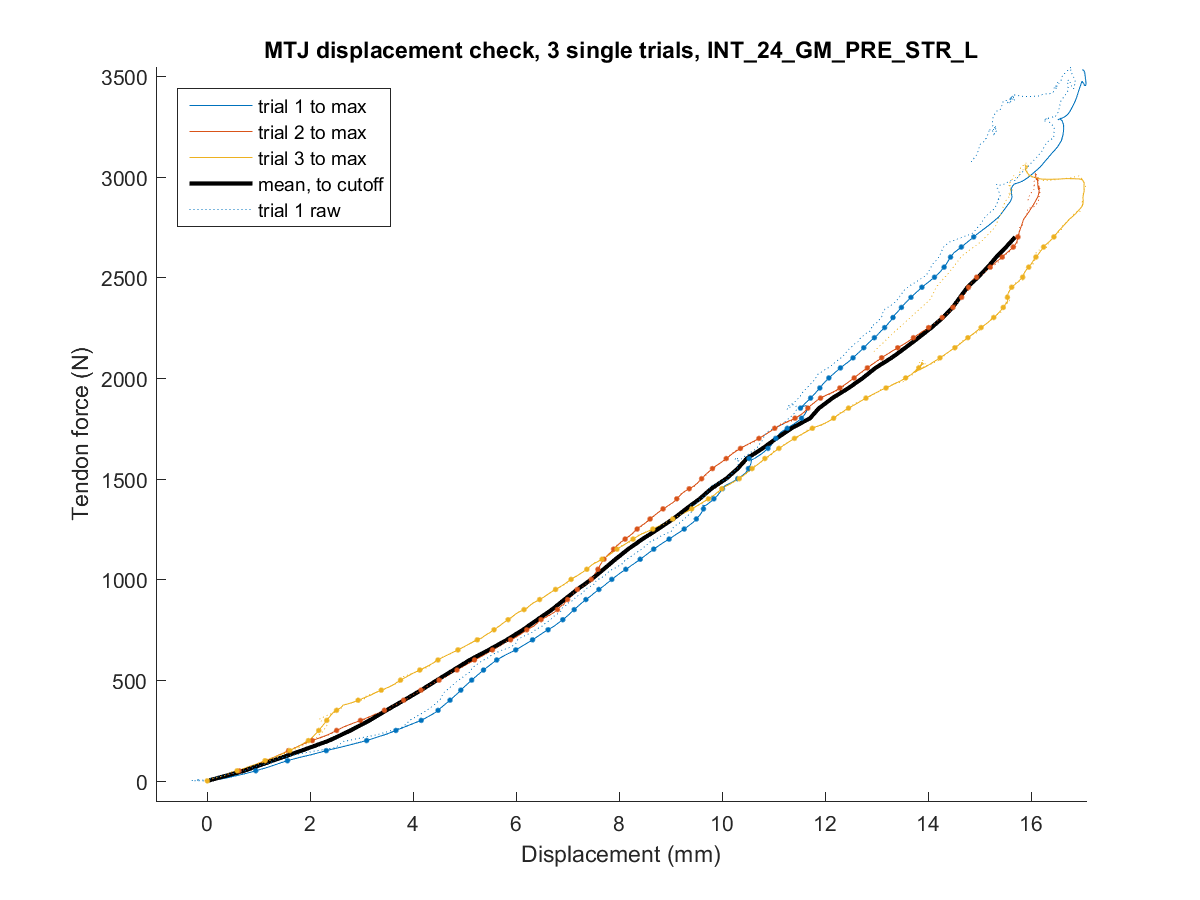 MTJ displacement check, 3 single trials, INT_24_GM_PRE_STR_L
trial 1 to max
trial 2 to max
trial 3 to max
mean, to cutoff
trial 1 raw
Tendon force (N)
3500
3000
2500
2000
1500
1000
500
0
0 2 4 6 8 10 12 14 16
Displacement (mm)